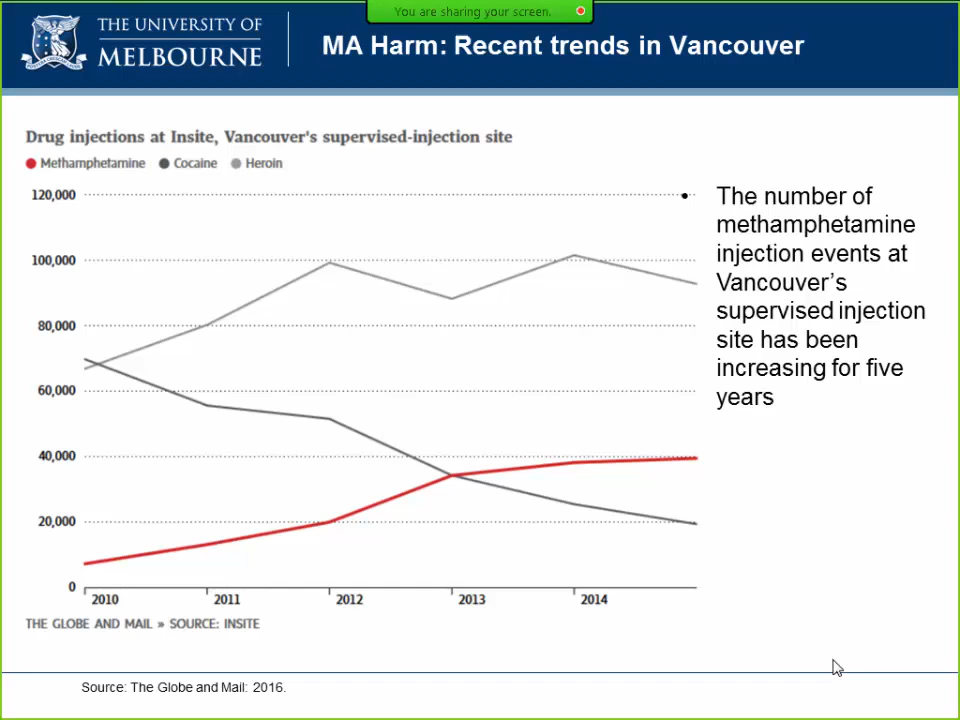 You are sharing your screen.
THE UNIVERSITY OF
MELBOURNE
MA Harm: Recent trends in Vancouver
Drug injections at Insite, Vancouver's supervised-injection site
Methamphetamine Cocaine Heroin
120,000
100,000
80,000
60,000
40,000
20,000
0
2010 2011 2012 2013 2014
THE GLOBE AND MAIL » SOURCE: INSITE
• The number of
methamphetamine
injection events at
Vancouver’s
supervised injection
site has been
increasing for five
years
Source: The Globe and Mail: 2016.